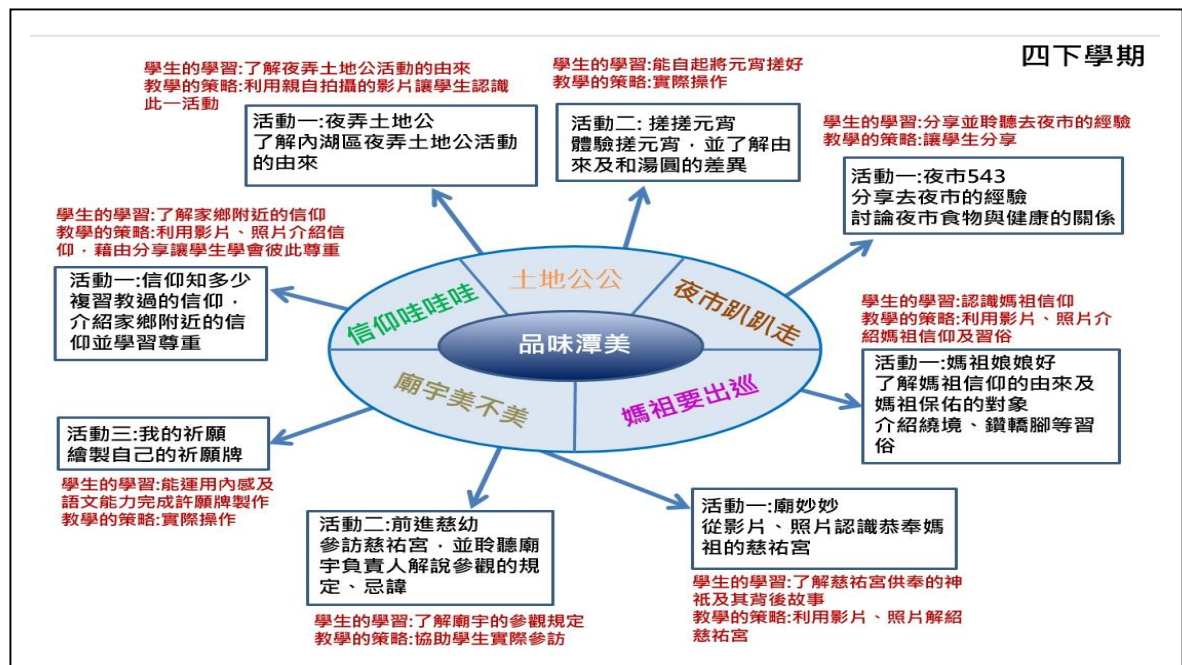 四下學期
學生的學習:了解夜弄土地公活動的由來
教學的策略:利用親自拍攝的影片讓學生認識
此一活動
活動一:夜弄土地公
了解內湖區夜弄土地公活動
的由來
學生的學習:能自起將元宵搓好
教學的策略:實際操作
活動二:搓搓元宵
體驗搓元宵，並了解由
來及和湯圓的差異
學生的學習:分享並聆聽去夜市的經驗
教學的策略:讓學生分享
活動一:夜市543
分享去夜市的經驗
討論夜市食物與健康的關係
學生的學習:了解家鄉附近的信仰
教學的策略:利用影片、照片介紹信
仰，藉由分享讓學生學會彼此尊重
活動一:信仰知多少
複習教過的信仰，
介紹家鄉附近的信
仰並學習尊重
土地公公
信仰哇哇哇
夜市趴趴走
品味潭美
廟宇美不美
媽祖要出巡
學生的學習:認識媽祖信仰
教學的策略:利用影片、照片介
紹媽祖信仰及習俗
活動一:媽祖娘娘好
了解媽祖信仰的由來及
媽祖保佑的對象
介紹繞境、鑽轎腳等習
俗
活動三:我的祈願
繪製自己的祈願牌
學生的學習:能運用內感及
語文能力完成許願牌製作
教學的策略:實際操作
活動二:前進慈幼
參訪慈祐宮，並聆聽廟
宇負責人解說參觀的規
定、忌諱
學生的學習:了解廟宇的參觀規定
教學的策略:協助學生實際參訪
活動一:廟妙妙
從影片、照片認識恭奉媽
祖的慈祐宮
學生的學習:了解慈祐宮供奉的神
祇及其背後故事
教學的策略:利用影片、照片解紹
慈祐宮